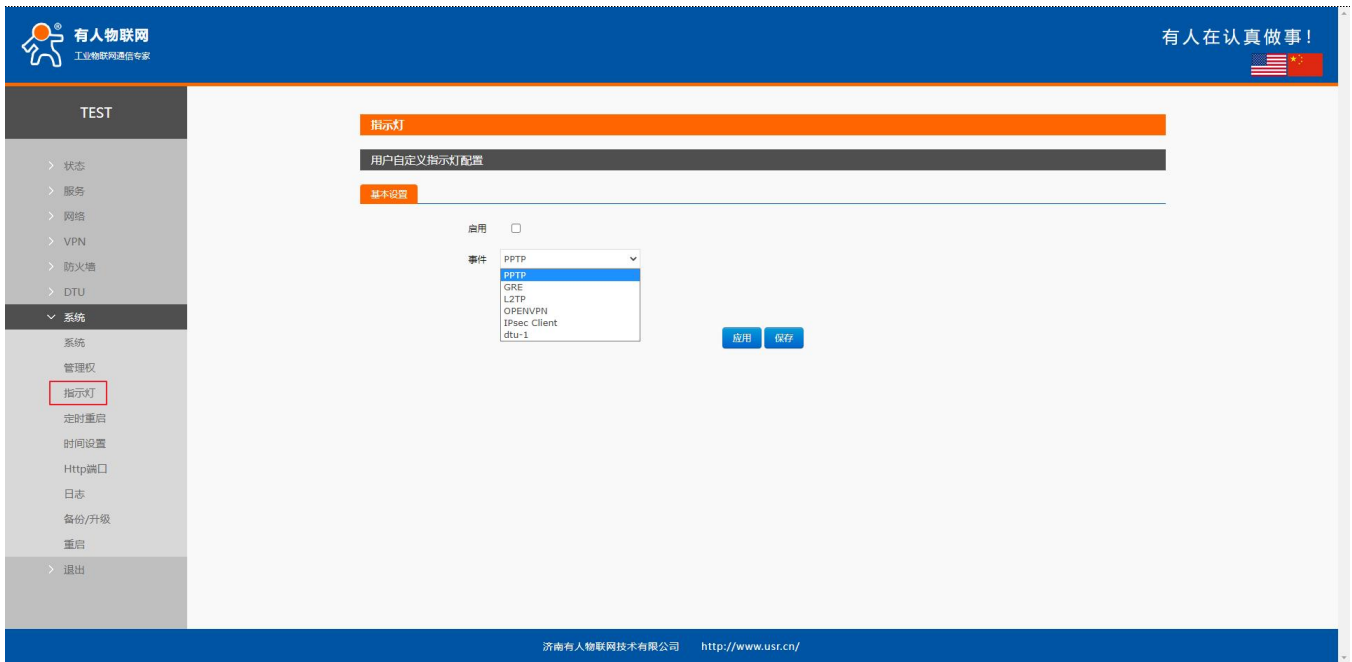 有人物联网
工业物联网通信专家
有人在认真做事！
TEST
状态
服务
网络
VPN
防火墙
DTU
系统
系统
管理权
指示灯
定时重启
时间设置
Http端口
日志
备份/升级
重启
退出
指示灯
用户自定义指示灯配置
基本设置
启用
事件 PPTP
PPTP
GRE
L2TP
OPENVPN
IPsec Client
dtu-1
应用 保存
济南有人物联网技术有限公司 http://www.usr.cn/